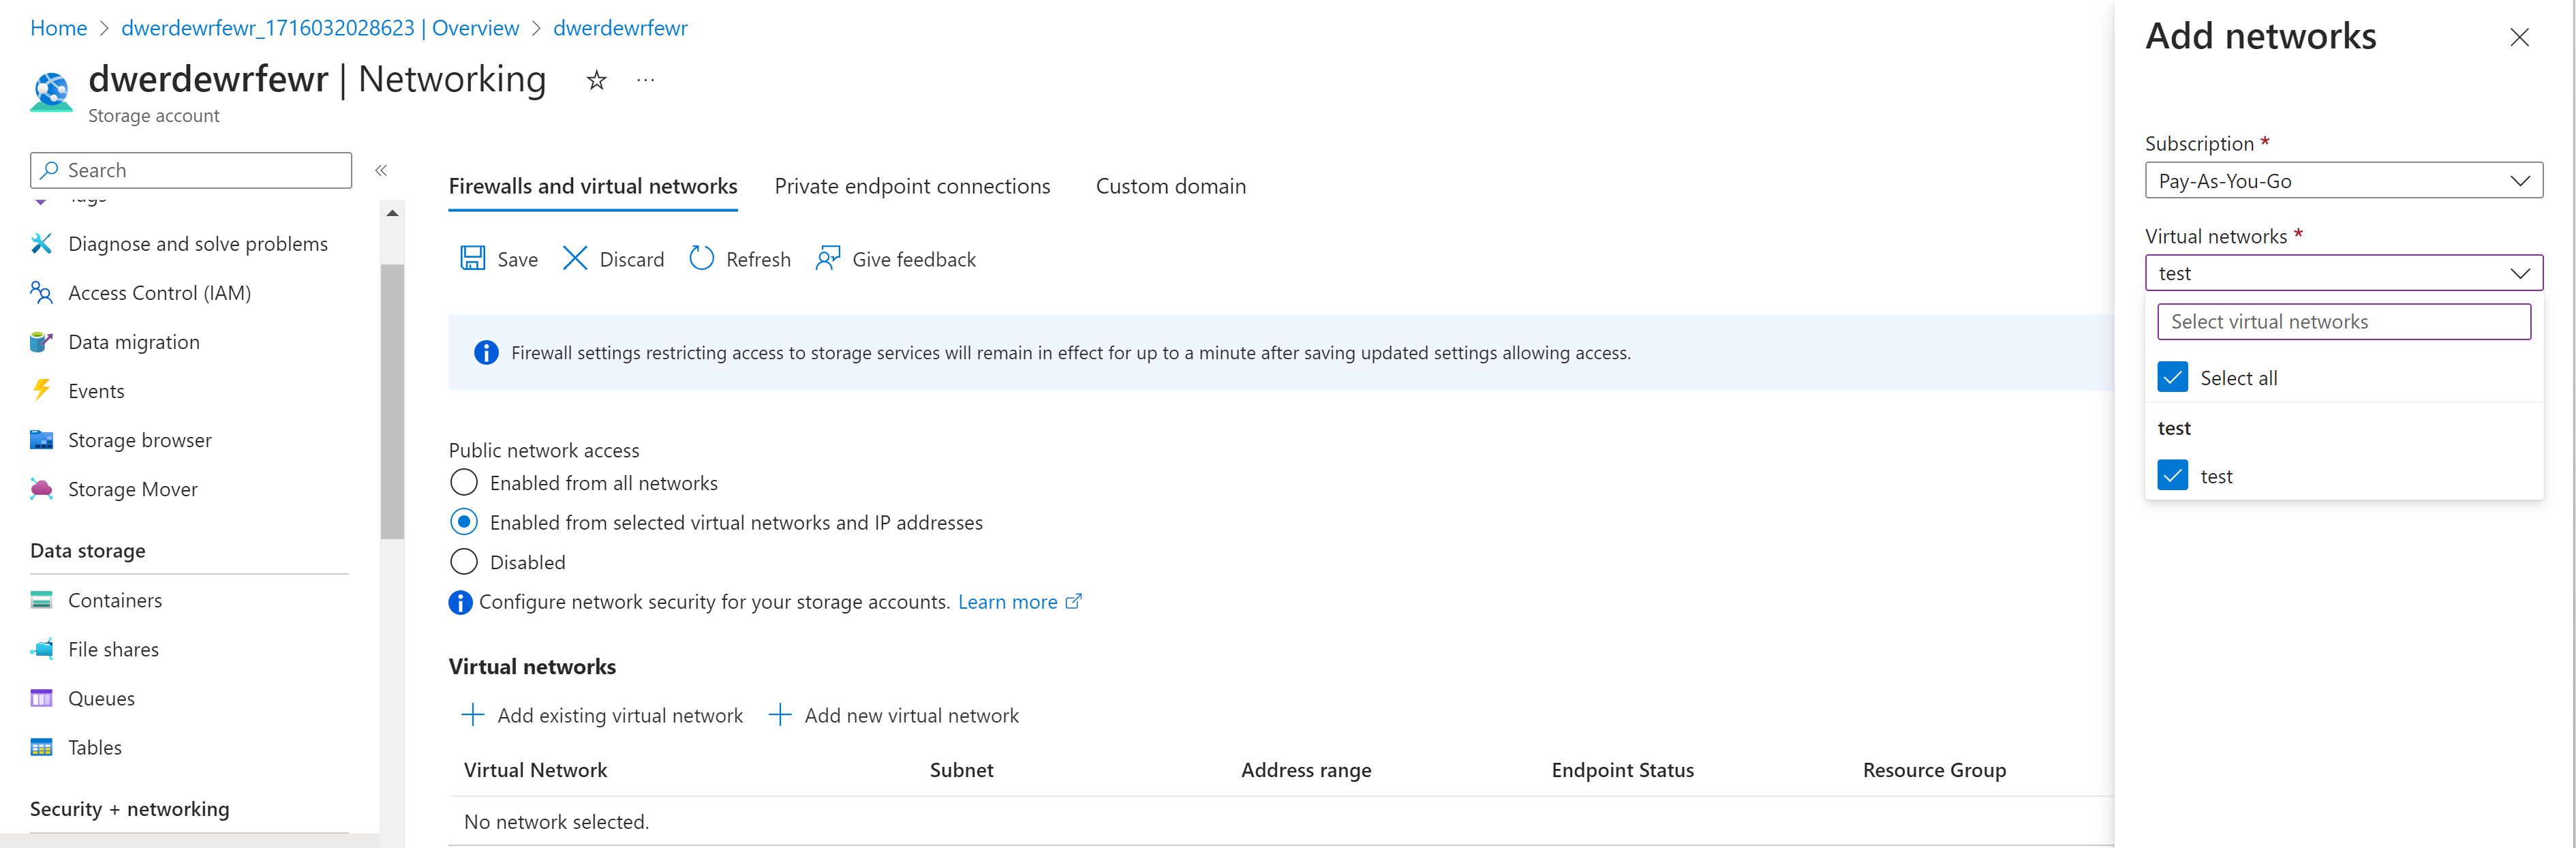 Home > dwerdewrfewr_1716032028623 | Overview > dwerdewrfewr
dwerdewrfewr | Networking
Storage account
Search
Tags
Diagnose and solve problems
Access Control (IAM)
Data migration
Events
Storage browser
Storage Mover
Data storage
Containers
File shares
Queues
Tables
Security + networking
Firewalls and virtual networks Private endpoint connections Custom domain
Save Discard Refresh Give feedback
Firewall settings restricting access to storage services will remain in effect for up to a minute after saving updated settings allowing access.
Public network access
Enabled from all networks
Enabled from selected virtual networks and IP addresses
Disabled
Configure network security for your storage accounts. Learn more
Virtual networks
Add existing virtual network Add new virtual network
Virtual Network Subnet Address range Endpoint Status Resource Group
No network selected.
Add networks
Subscription *
Pay-As-You-Go
Virtual networks *
test
Select virtual networks
Select all
test
test